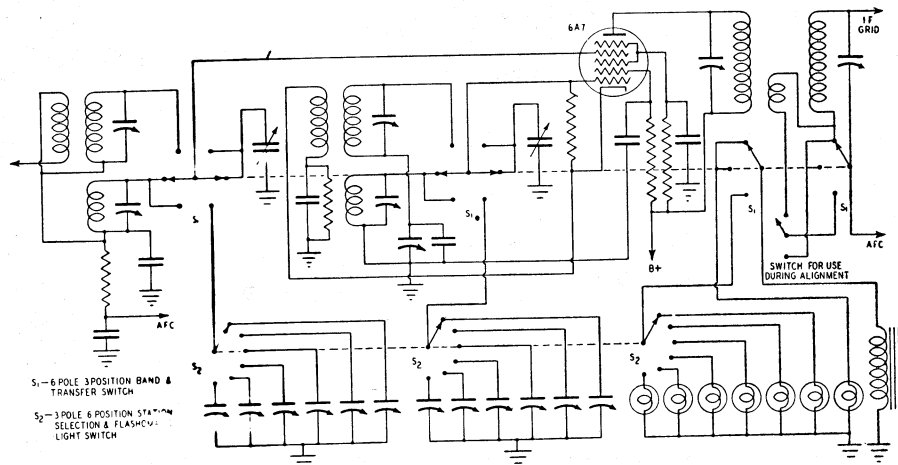 6A7
I F
GRID
S₁
S₁
S₁
S₁
AFC
B+
SWITCH FOR USE
DURING ALIGNMENT
AFC
S₂
S₂
S₂
S₁—6 POLE 3 POSITION BAND &
TRANSFER SWITCH
S₂—3 POLE 6 POSITION STATION
SELECTION &
LIGHT SWITCH